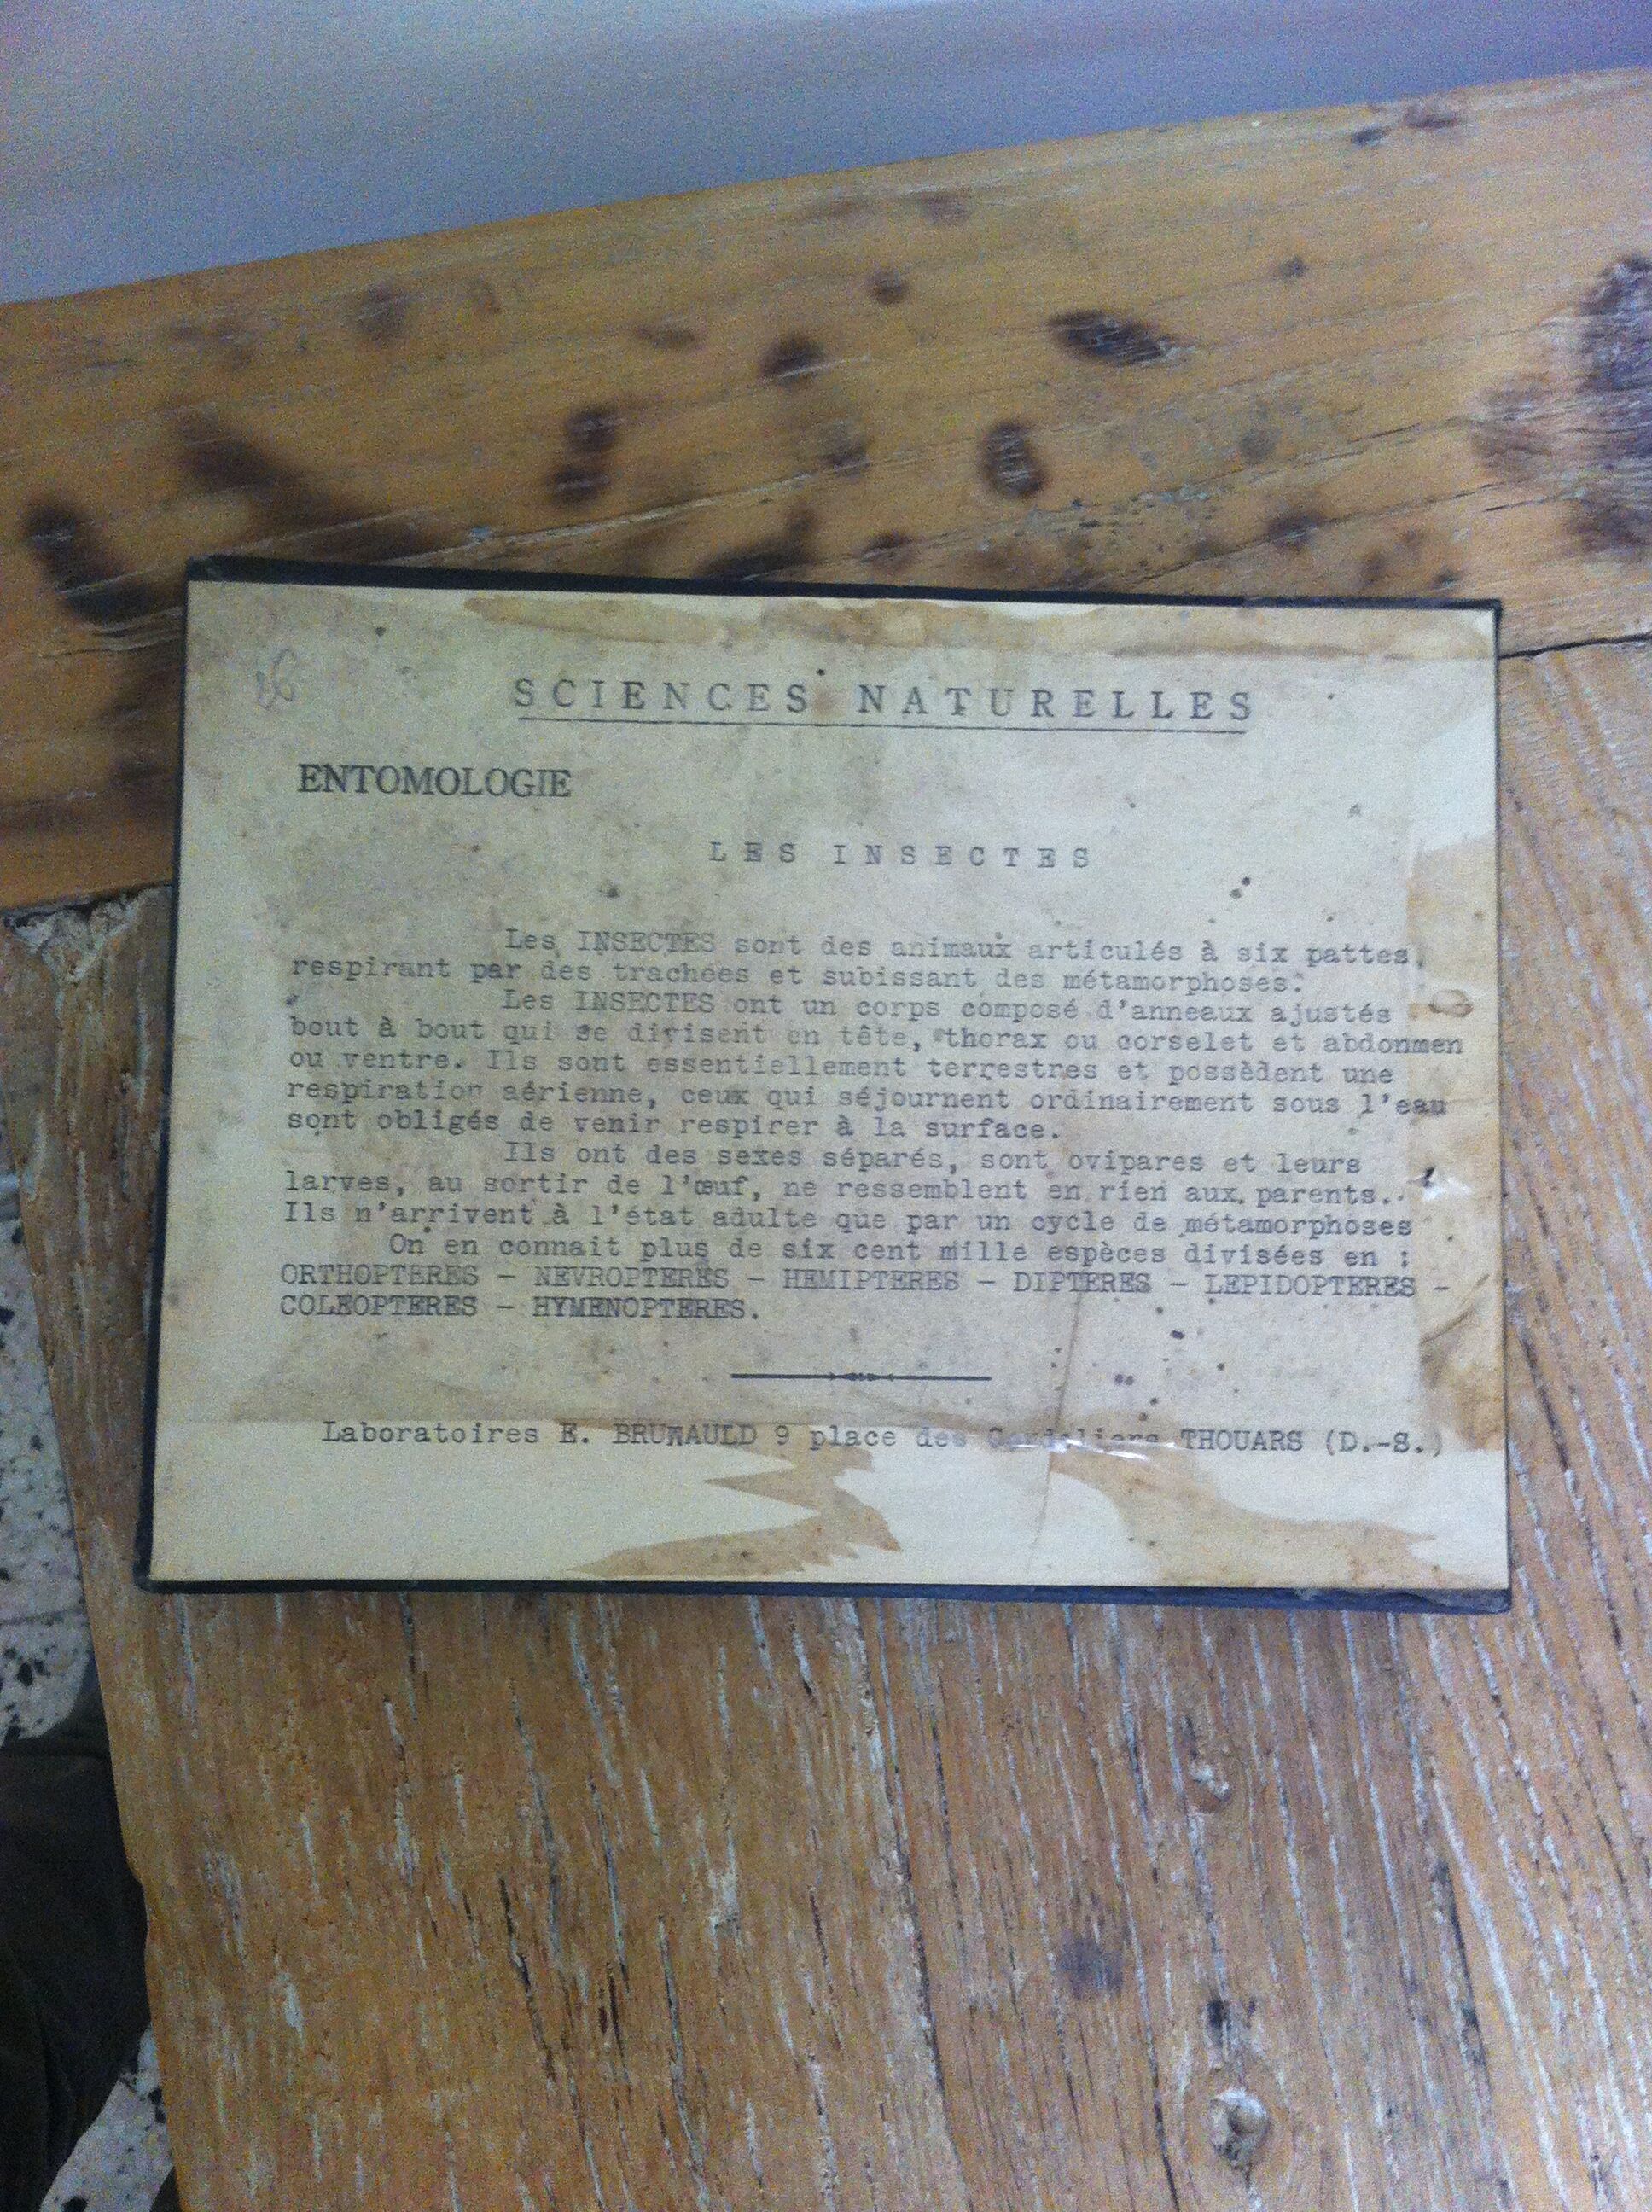 SCIENCES NATURELLES
ENTOMOLOGIE
LES INSECTES
Les INSECTES sont des animaux articulés à six pattes,
respirant par des trachées et subissant des métamorphoses.
Les INSECTES ont un corps composé d'anneaux ajustés
bout à bout qui se divisent en tête, thorax ou corselet et abdonmen
ou ventre. Ils sont essentiellement terrestres et possèdent une
respiration aérienne, ceux qui séjournent ordinairement sous l'eau
sont obligés de venir respirer à la surface.
Ils ont des sexes séparés, sont ovipares et leurs
larves, au sortir de l'œuf, ne ressemblent en rien aux parents..
Ils n'arrivent à l'état adulte que par un cycle de métamorphoses
On en connait plus de six cent mille espèces divisées en :
ORTHOPTERES - NEVROPTERES - HEMIPTERES - DIPTERES - LEPIDOPTERES -
COLEOPTERES - HYMENOPTERES.
Laboratoires E. 9 place des Cordeliers THOUARS (D.-S.)